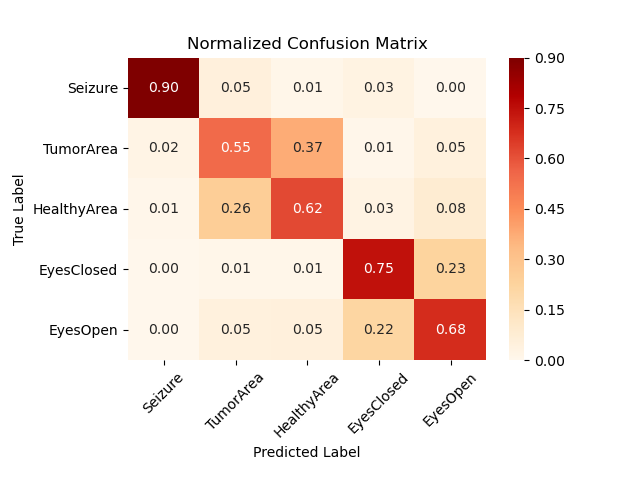 Normalized Confusion Matrix
True Label
Seizure 0.90 0.05 0.01 0.03 0.00
TumorArea 0.02 0.55 0.37 0.01 0.05
HealthyArea 0.01 0.26 0.62 0.03 0.08
EyesClosed 0.00 0.01 0.01 0.75 0.23
EyesOpen 0.00 0.05 0.05 0.22 0.68
Seizure TumorArea HealthyArea EyesClosed EyesOpen
Predicted Label
0.90
0.75
0.60
0.45
0.30
0.15
0.00